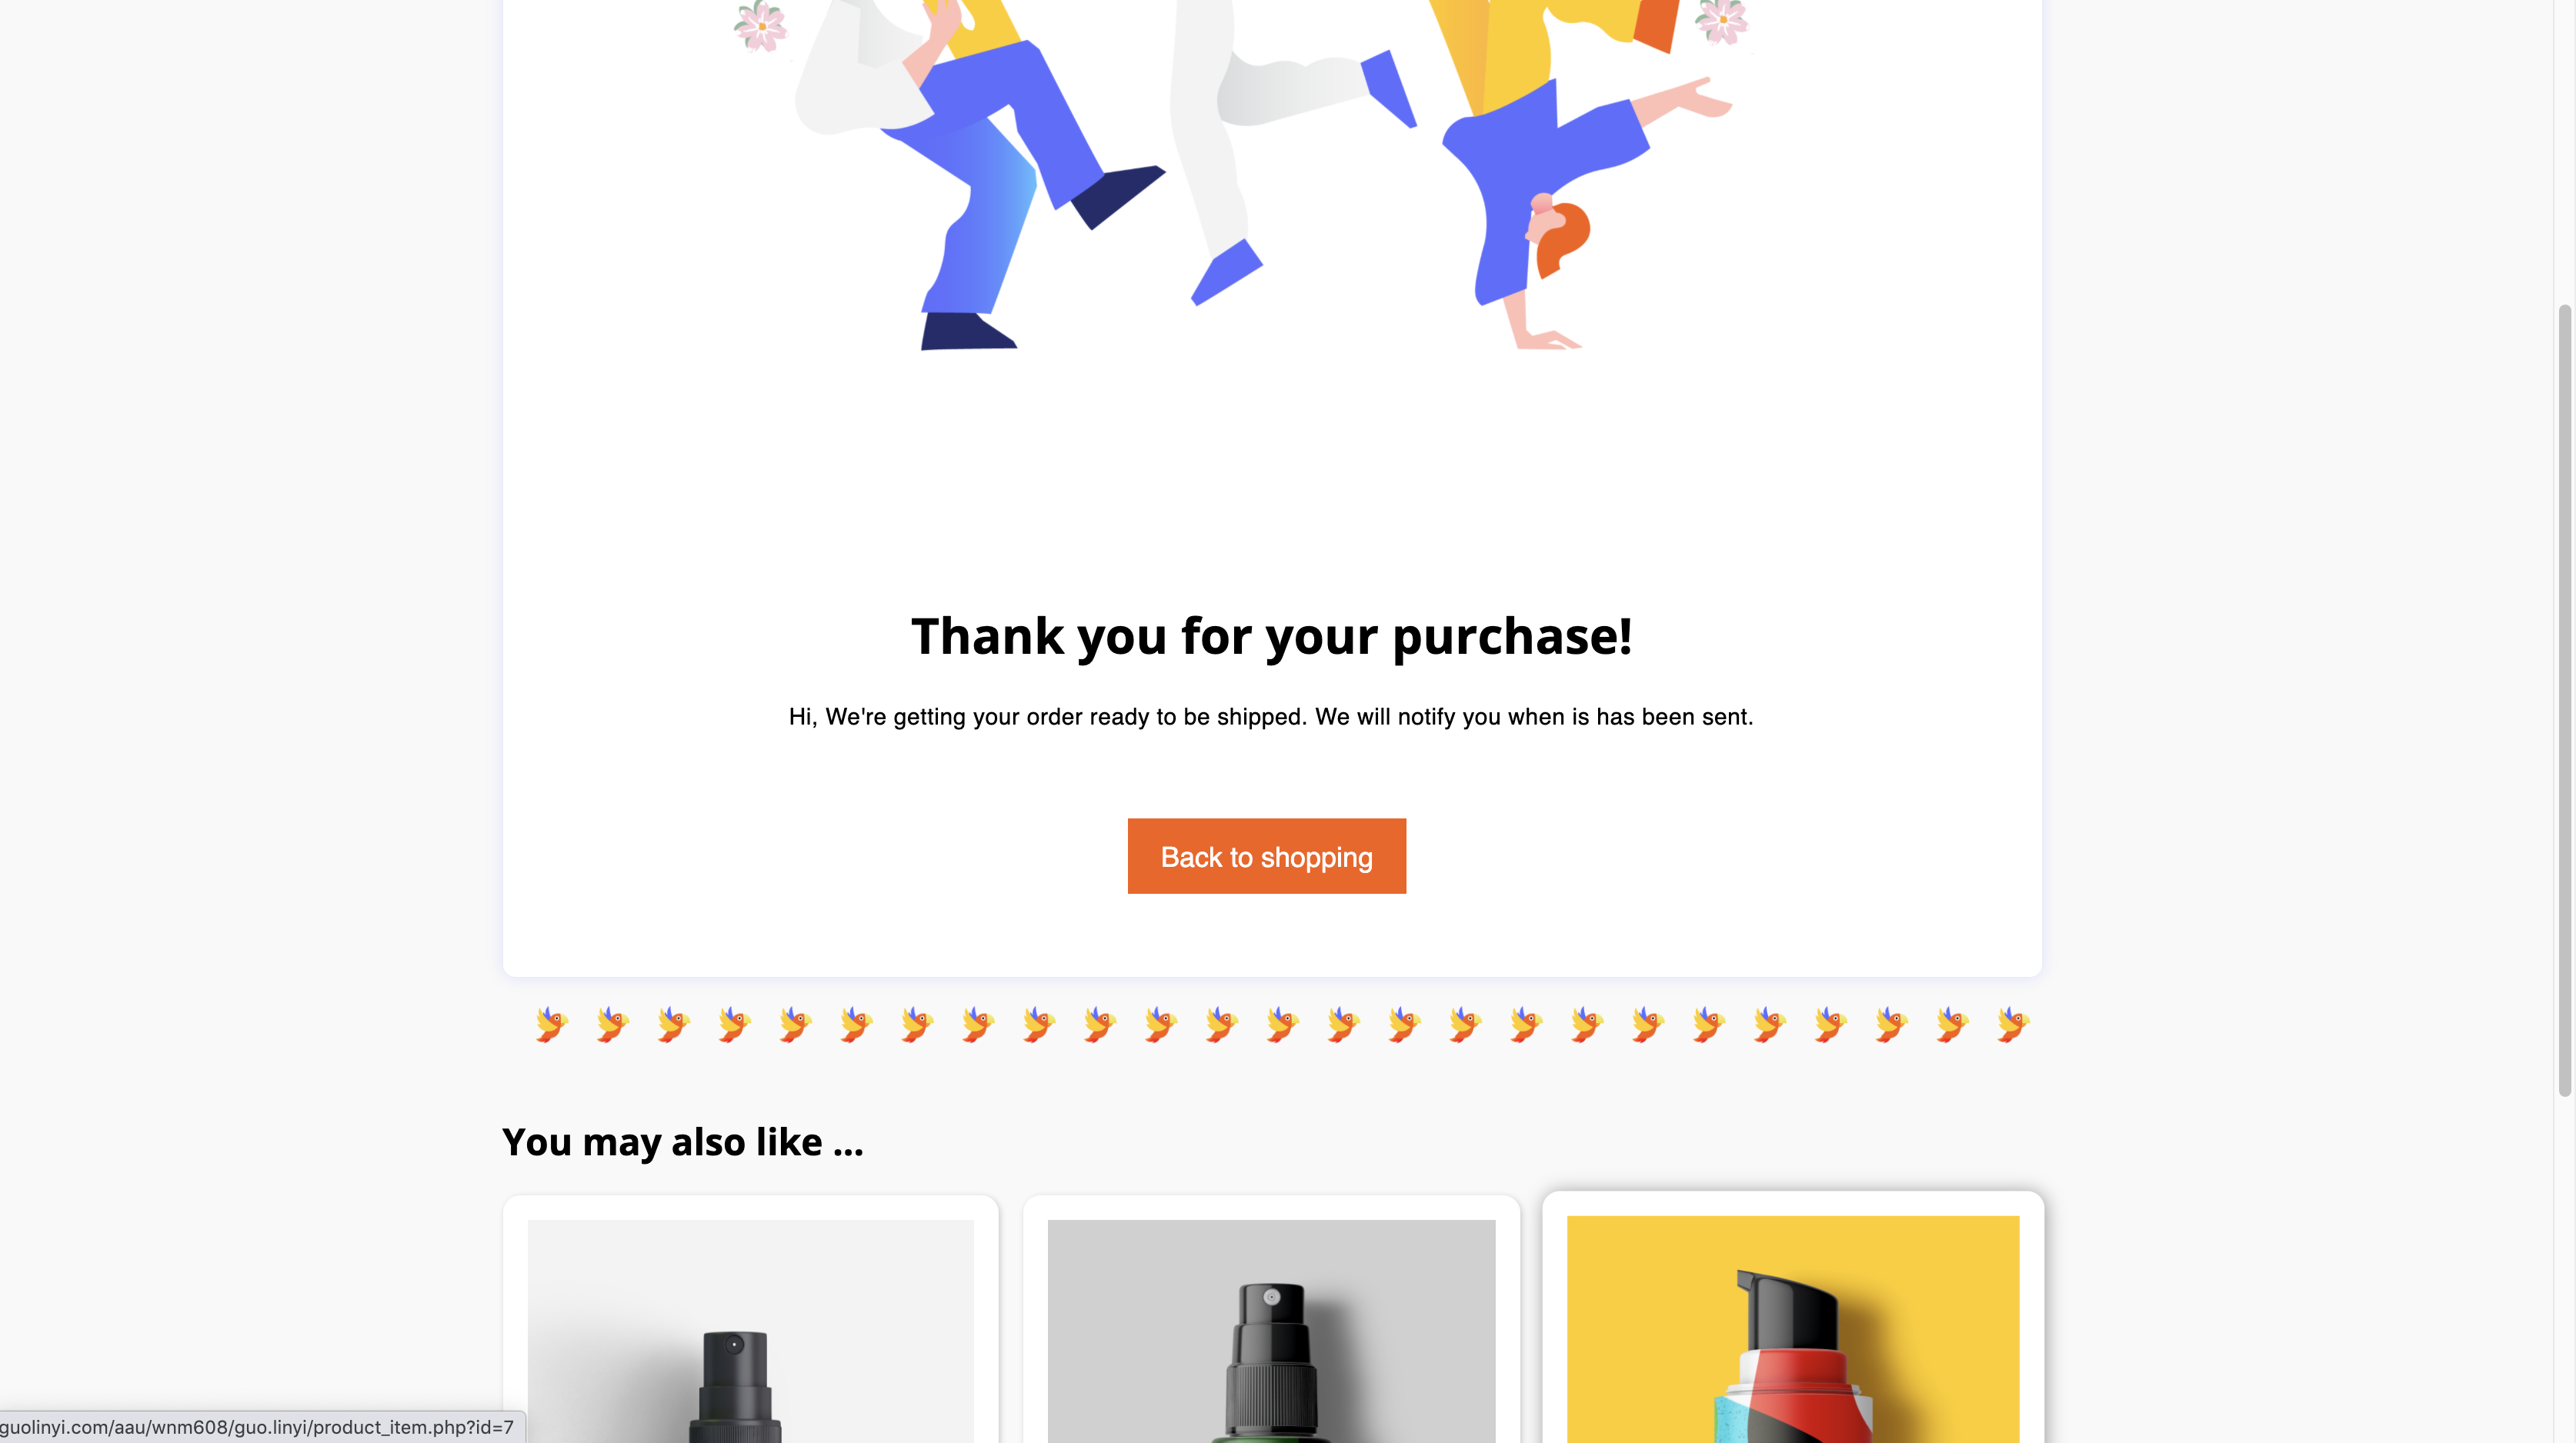 Thank you for your purchase!
Hi, We're getting your order ready to be shipped. We will notify you when is has been sent.
Back to shopping
You may also like ...
guolinyi.com/aau/wnm608/guo.linyi/product_item.php?id=7